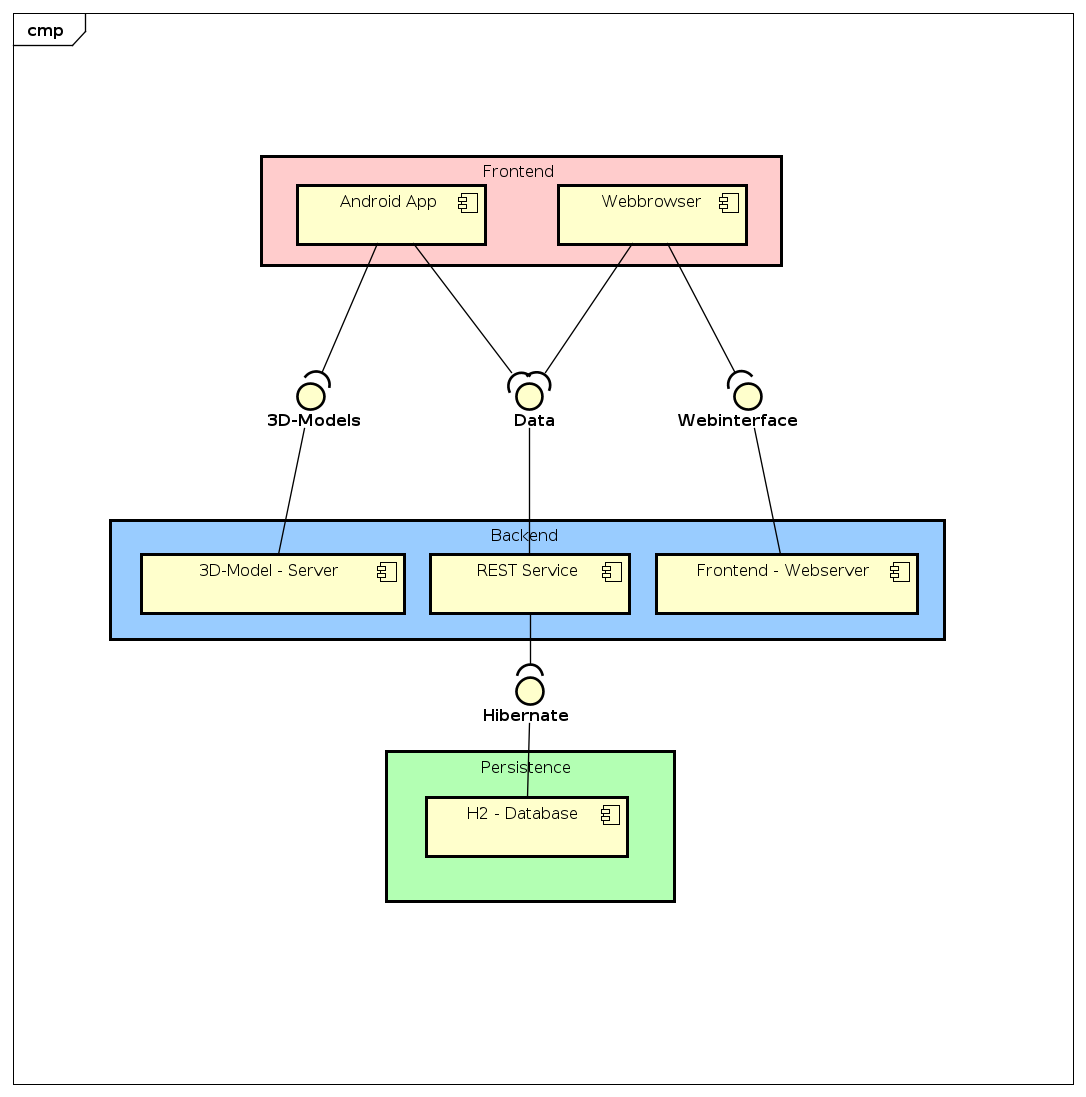 cmp
Frontend
Android App
Webbrowser
3D-Models
Data
Webinterface
Backend
3D-Model - Server
REST Service
Frontend - Webserver
Hibernate
Persistence
H2 - Database